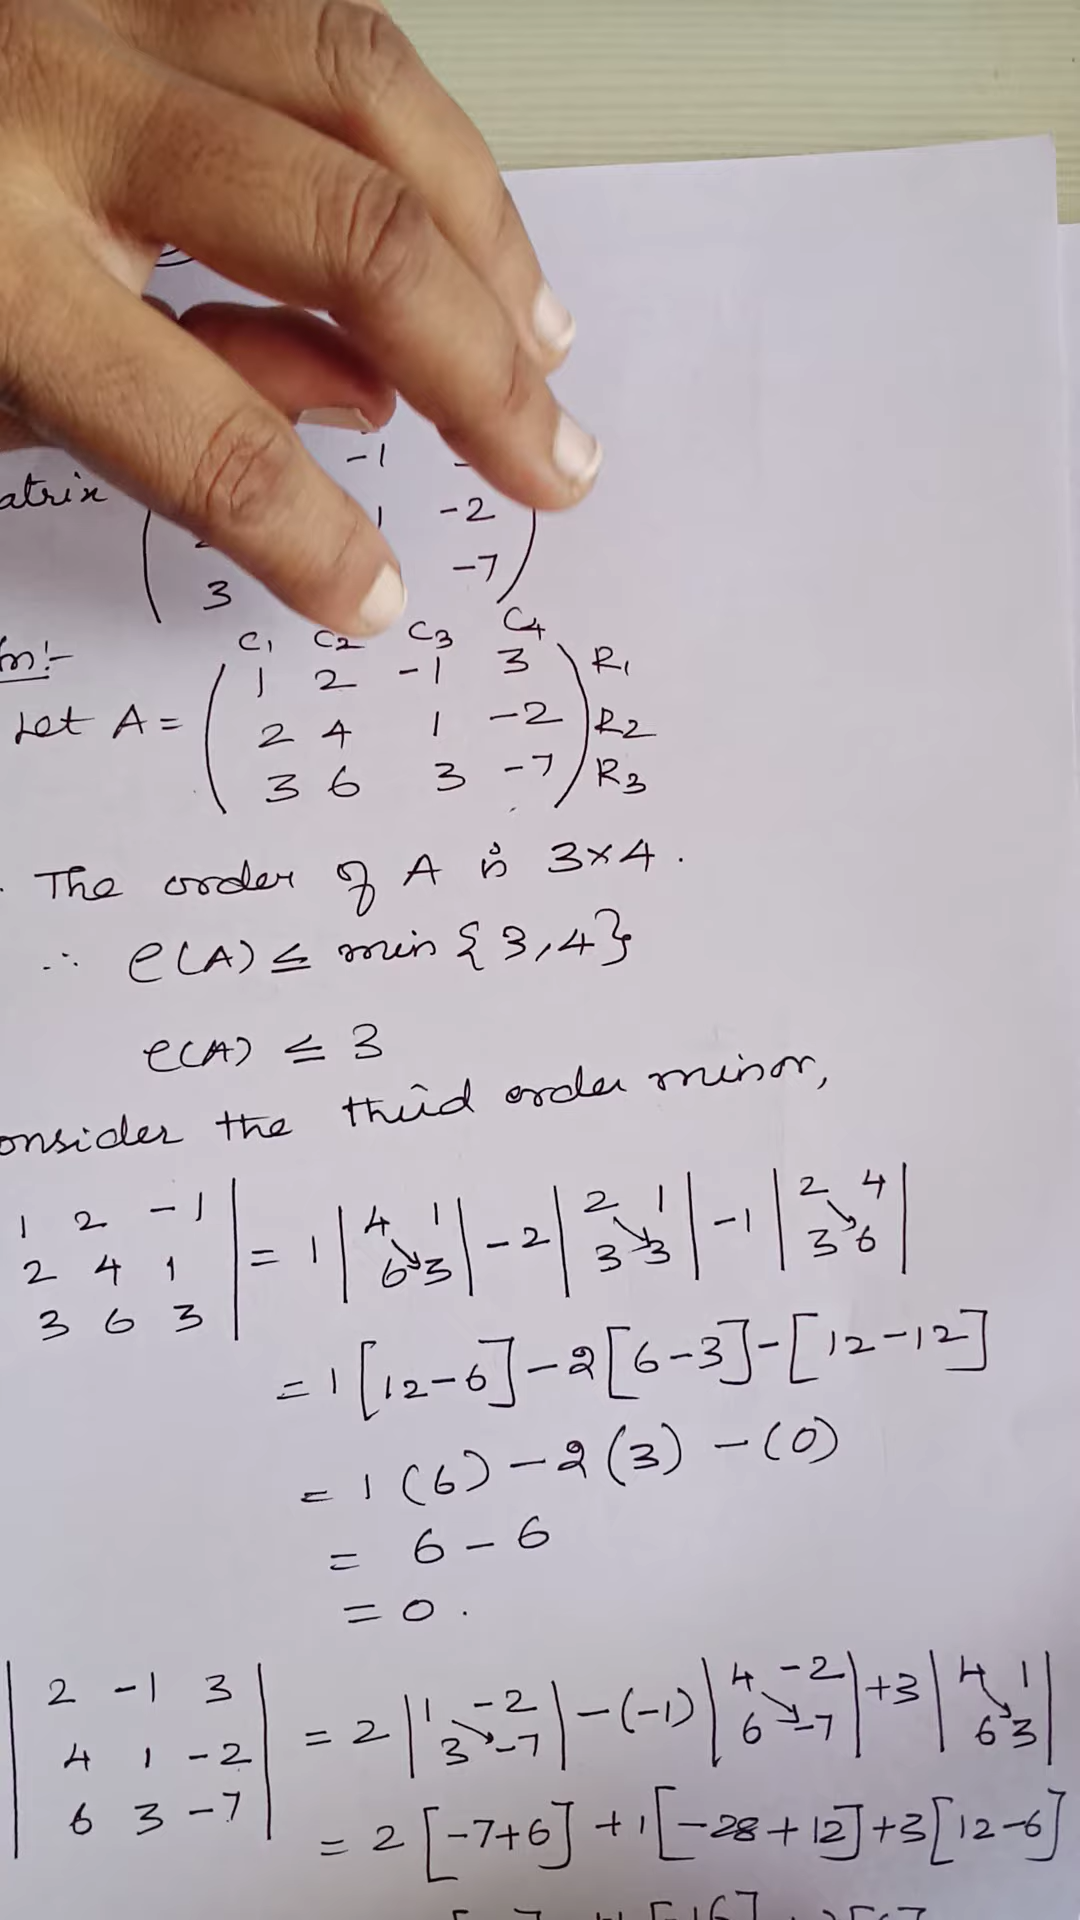 -1
atrix 1 -2
3 -7
C1 C2 C3 C4
1 2 -1 3 R1
Let A = 2 4 1 -2 R2
3 6 3 -7 R3
The order of A is 3×4.
∴ ρ(A) ≤ min {3,4}
ρ(A) ≤ 3
onsider the third order minor,
| 1 2 -1 |
| 2 4 1 | = 1 | 4 1 | - 2 | 2 1 | - 1 | 2 4 |
| 3 6 3 | | 6 3 | | 3 3 | | 3 6 |
= 1 [12-6] - 2 [6-3] - [12-12]
= 1 (6) - 2 (3) - (0)
= 6 - 6
= 0.
| 2 -1 3 |
| 4 1 -2 | = 2 | 1 -2 | - (-1) | 4 -2 | + 3 | 4 1 |
| 6 3 -7 | | 3 -7 | | 6 -7 | | 6 3 |
= 2 [-7+6] + 1 [-28+12] + 3 [12-6]